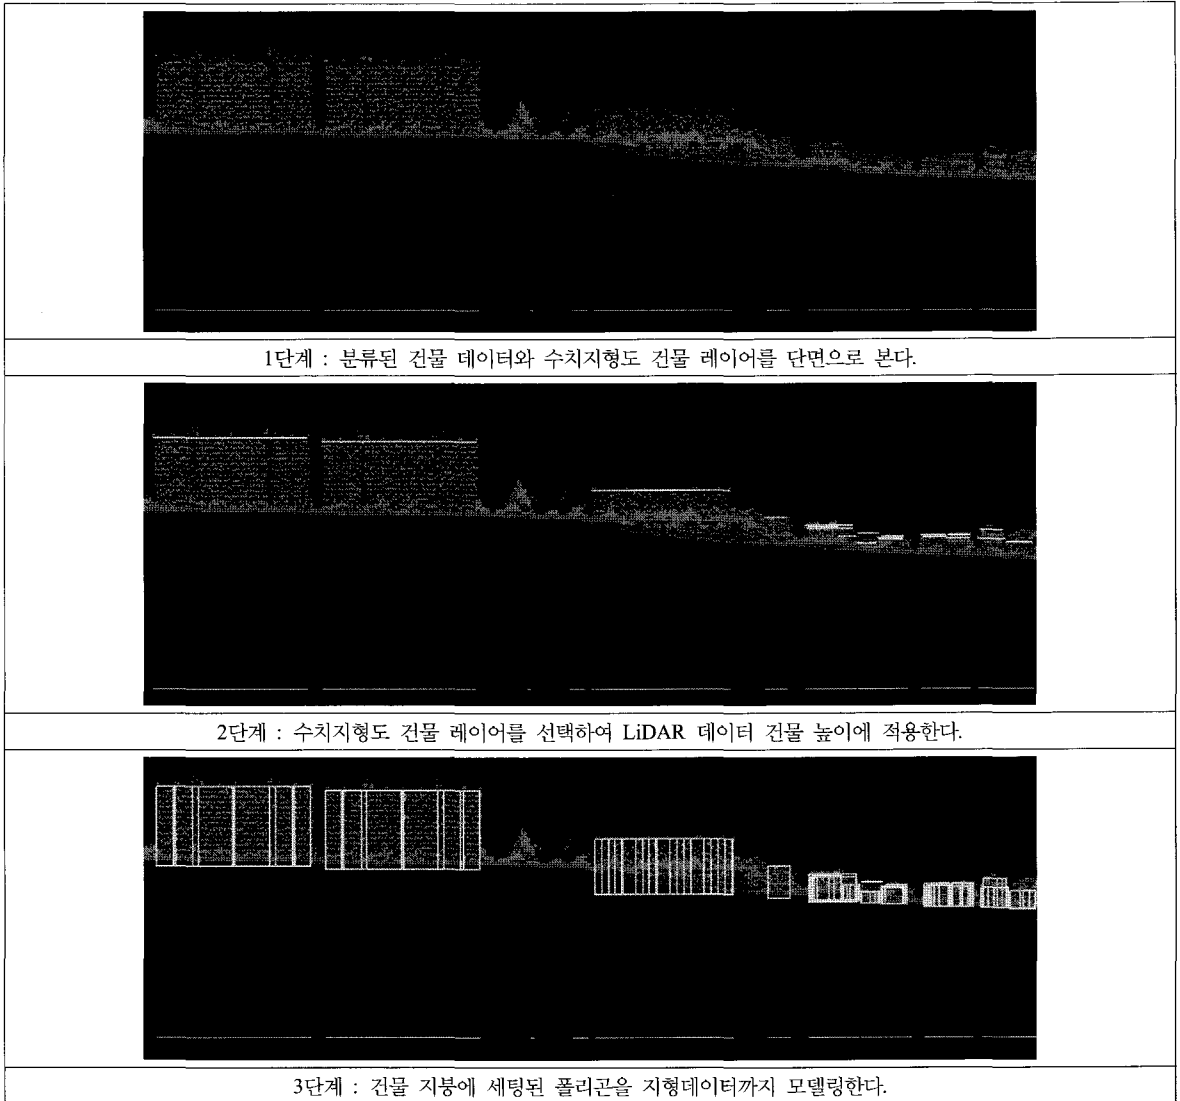 1단계 : 분류된 건물 데이터와 수치지형도 건물 레이어를 단면으로 본다.
2단계 : 수치지형도 건물 레이어를 선택하여 LiDAR 데이터 건물 높이에 적용한다.
3단계 : 건물 지붕에 세팅된 폴리곤을 지형데이터까지 모델링한다.